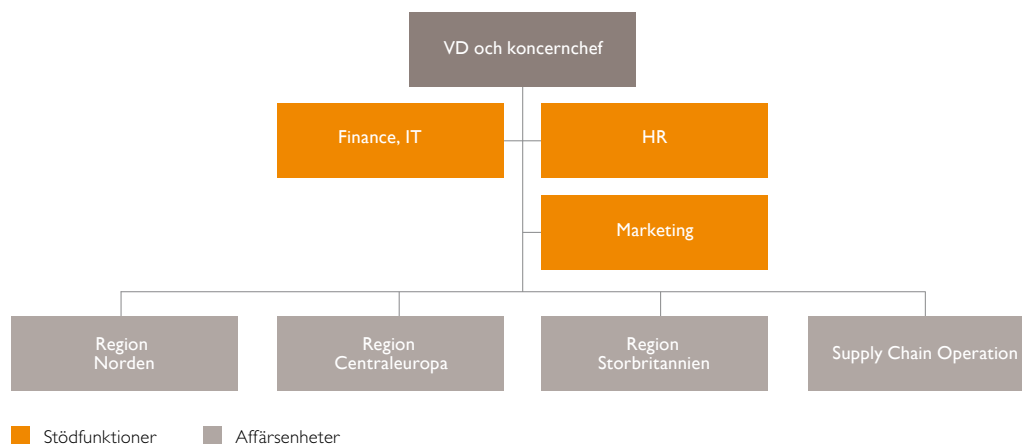 VD och koncernchef
Finance, IT
HR
Marketing
Region
Norden
Region
Centraleuropa
Region
Storbritannien
Supply Chain Operation
Stödfunktioner
Affärsenheter